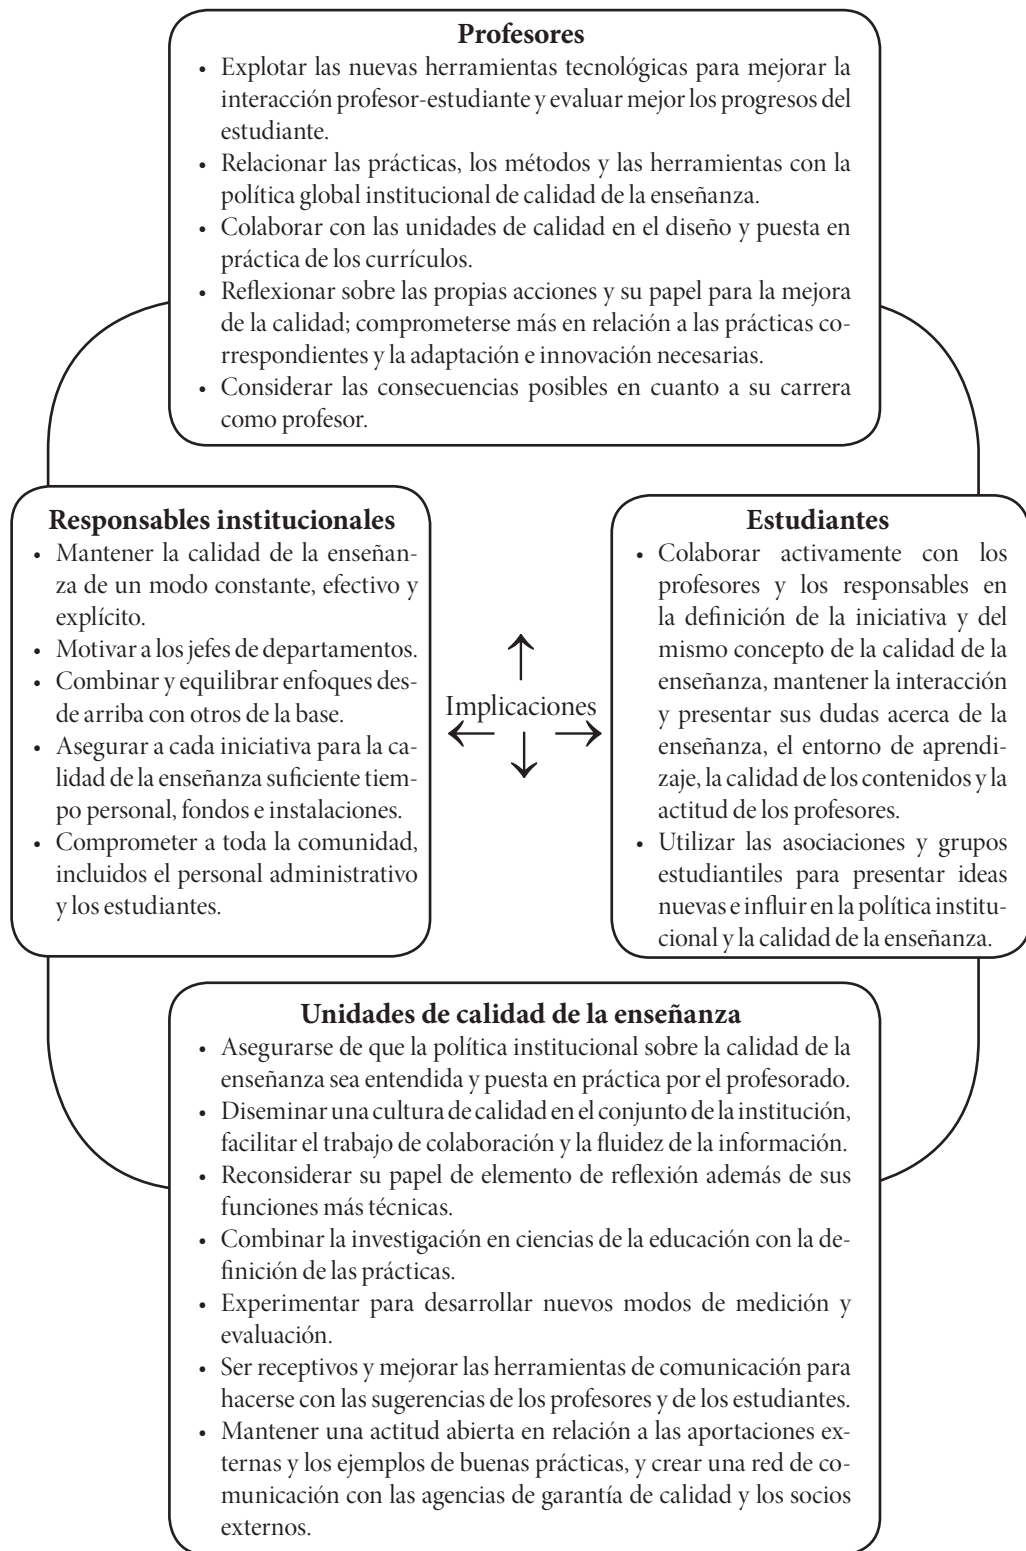 Profesores
• Explotar las nuevas herramientas tecnológicas para mejorar la
interacción profesor-estudiante y evaluar mejor los progresos del
estudiante.
• Relacionar las prácticas, los métodos y las herramientas con la
política global institucional de calidad de la enseñanza.
• Colaborar con las unidades de calidad en el diseño y puesta en
práctica de los currículos.
• Reflexionar sobre las propias acciones y su papel para la mejora
de la calidad; comprometerse más en relación a las prácticas co-
rrespondientes y la adaptación e innovación necesarias.
• Considerar las consecuencias posibles en cuanto a su carrera
como profesor.
Responsables institucionales
• Mantener la calidad de la enseñan-
za de un modo constante, efectivo y
explícito.
• Motivar a los jefes de departamentos.
• Combinar y equilibrar enfoques des-
de arriba con otros de la base.
• Asegurar a cada iniciativa para la ca-
lidad de la enseñanza suficiente tiem-
po personal, fondos e instalaciones.
• Comprometer a toda la comunidad,
incluidos el personal administrativo
y los estudiantes.
Implicaciones
Estudiantes
• Colaborar activamente con los
profesores y los responsables en
la definición de la iniciativa y del
mismo concepto de la calidad de la
enseñanza, mantener la interacción
y presentar sus dudas acerca de la
enseñanza, el entorno de aprendi-
zaje, la calidad de los contenidos y la
actitud de los profesores.
• Utilizar las asociaciones y grupos
estudiantiles para presentar ideas
nuevas e influir en la política institu-
cional y la calidad de la enseñanza.
Unidades de calidad de la enseñanza
• Asegurarse de que la política institucional sobre la calidad de la
enseñanza sea entendida y puesta en práctica por el profesorado.
• Diseminar una cultura de calidad en el conjunto de la institución,
facilitar el trabajo de colaboración y la fluidez de la información.
• Reconsiderar su papel de elemento de reflexión además de sus
funciones más técnicas.
• Combinar la investigación en ciencias de la educación con la de-
finición de las prácticas.
• Experimentar para desarrollar nuevos modos de medición y
evaluación.
• Ser receptivos y mejorar las herramientas de comunicación para
hacerse con las sugerencias de los profesores y de los estudiantes.
• Mantener una actitud abierta en relación a las aportaciones ex-
ternas y los ejemplos de buenas prácticas, y crear una red de co-
municación con las agencias de garantía de calidad y los socios
externos.